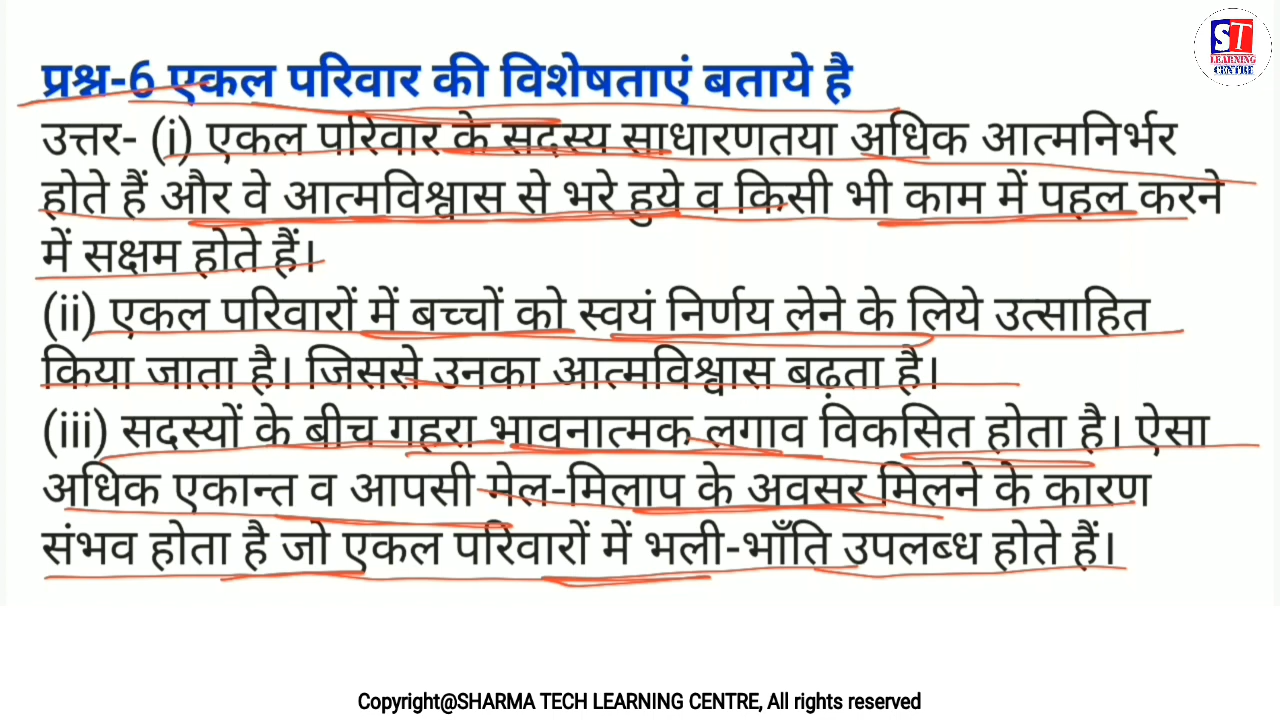 ST
LEARNING
CENTRE
प्रश्न-6 एकल परिवार की विशेषताएं बताये है
उत्तर- (i) एकल परिवार के सदस्य साधारणतया अधिक आत्मनिर्भर
होते हैं और वे आत्मविश्वास से भरे हुये व किसी भी काम में पहल करने
में सक्षम होते हैं।
(ii) एकल परिवारों में बच्चों को स्वयं निर्णय लेने के लिये उत्साहित
किया जाता है। जिससे उनका आत्मविश्वास बढ़ता है।
(iii) सदस्यों के बीच गहरा भावनात्मक लगाव विकसित होता है। ऐसा
अधिक एकान्त व आपसी मेल-मिलाप के अवसर मिलने के कारण
संभव होता है जो एकल परिवारों में भली-भाँति उपलब्ध होते हैं।
Copyright@SHARMA TECH LEARNING CENTRE, All rights reserved